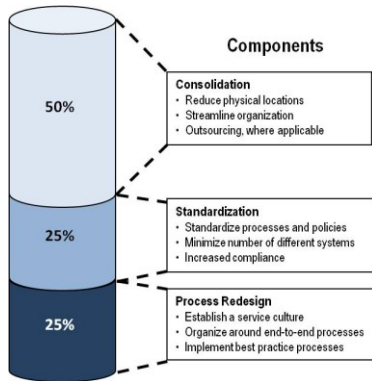 Components
50%
Consolidation
• Reduce physical locations
• Streamline organization
• Outsourcing, where applicable
25%
Standardization
• Standardize processes and policies
• Minimize number of different systems
• Increased compliance
25%
Process Redesign
• Establish a service culture
• Organize around end-to-end processes
• Implement best practice processes